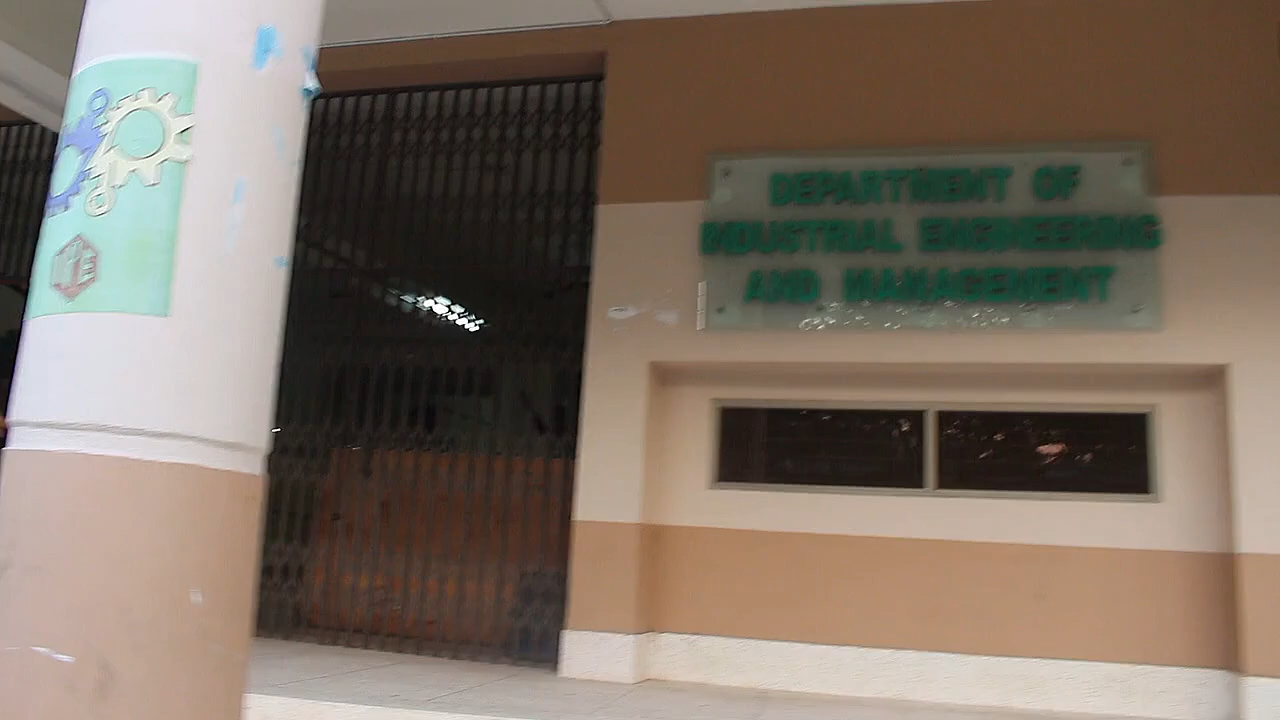 DEPARTMENT OF
INDUSTRIAL ENGINEERING
AND MANAGEMENT